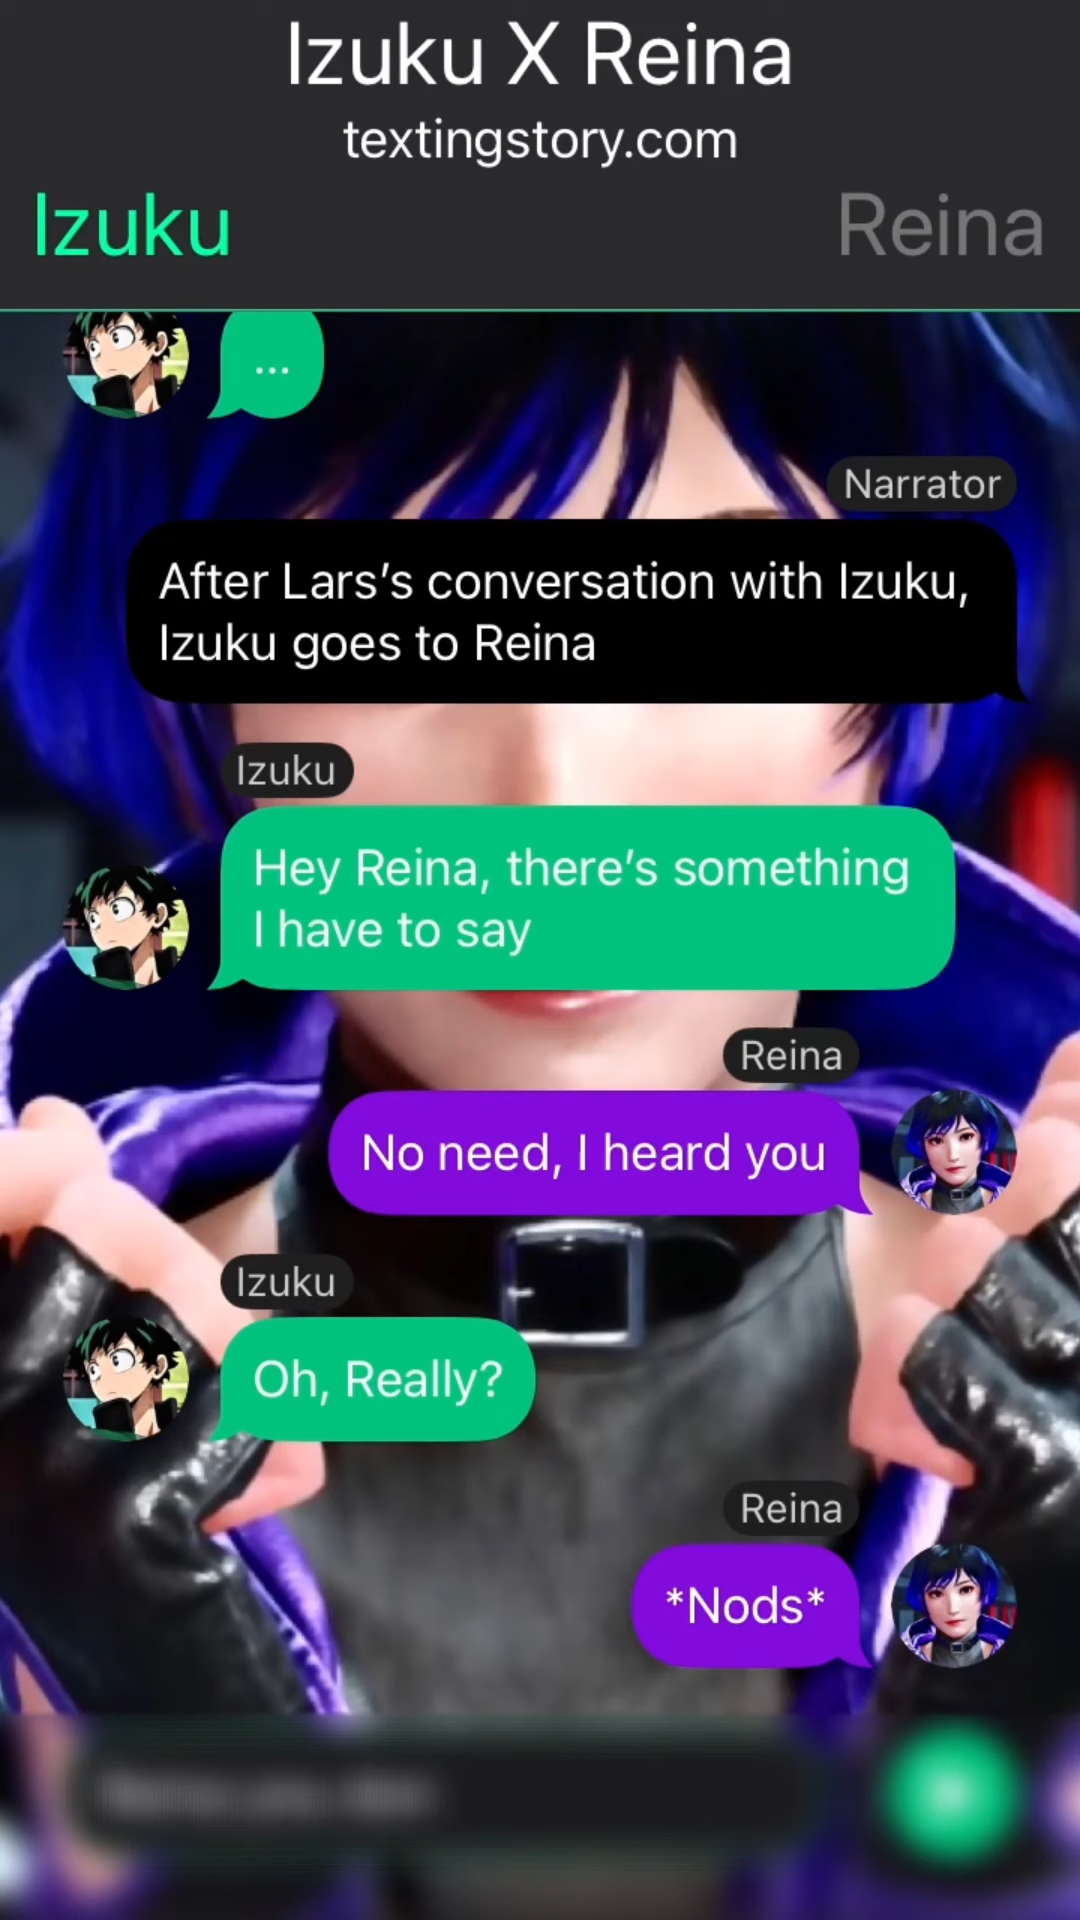 Izuku X Reina
textingstory.com
Izuku
Reina
...
Narrator
After Lars’s conversation with Izuku,
Izuku goes to Reina
Izuku
Hey Reina, there’s something
I have to say
Reina
No need, I heard you
Izuku
Oh, Really?
Reina
*Nods*